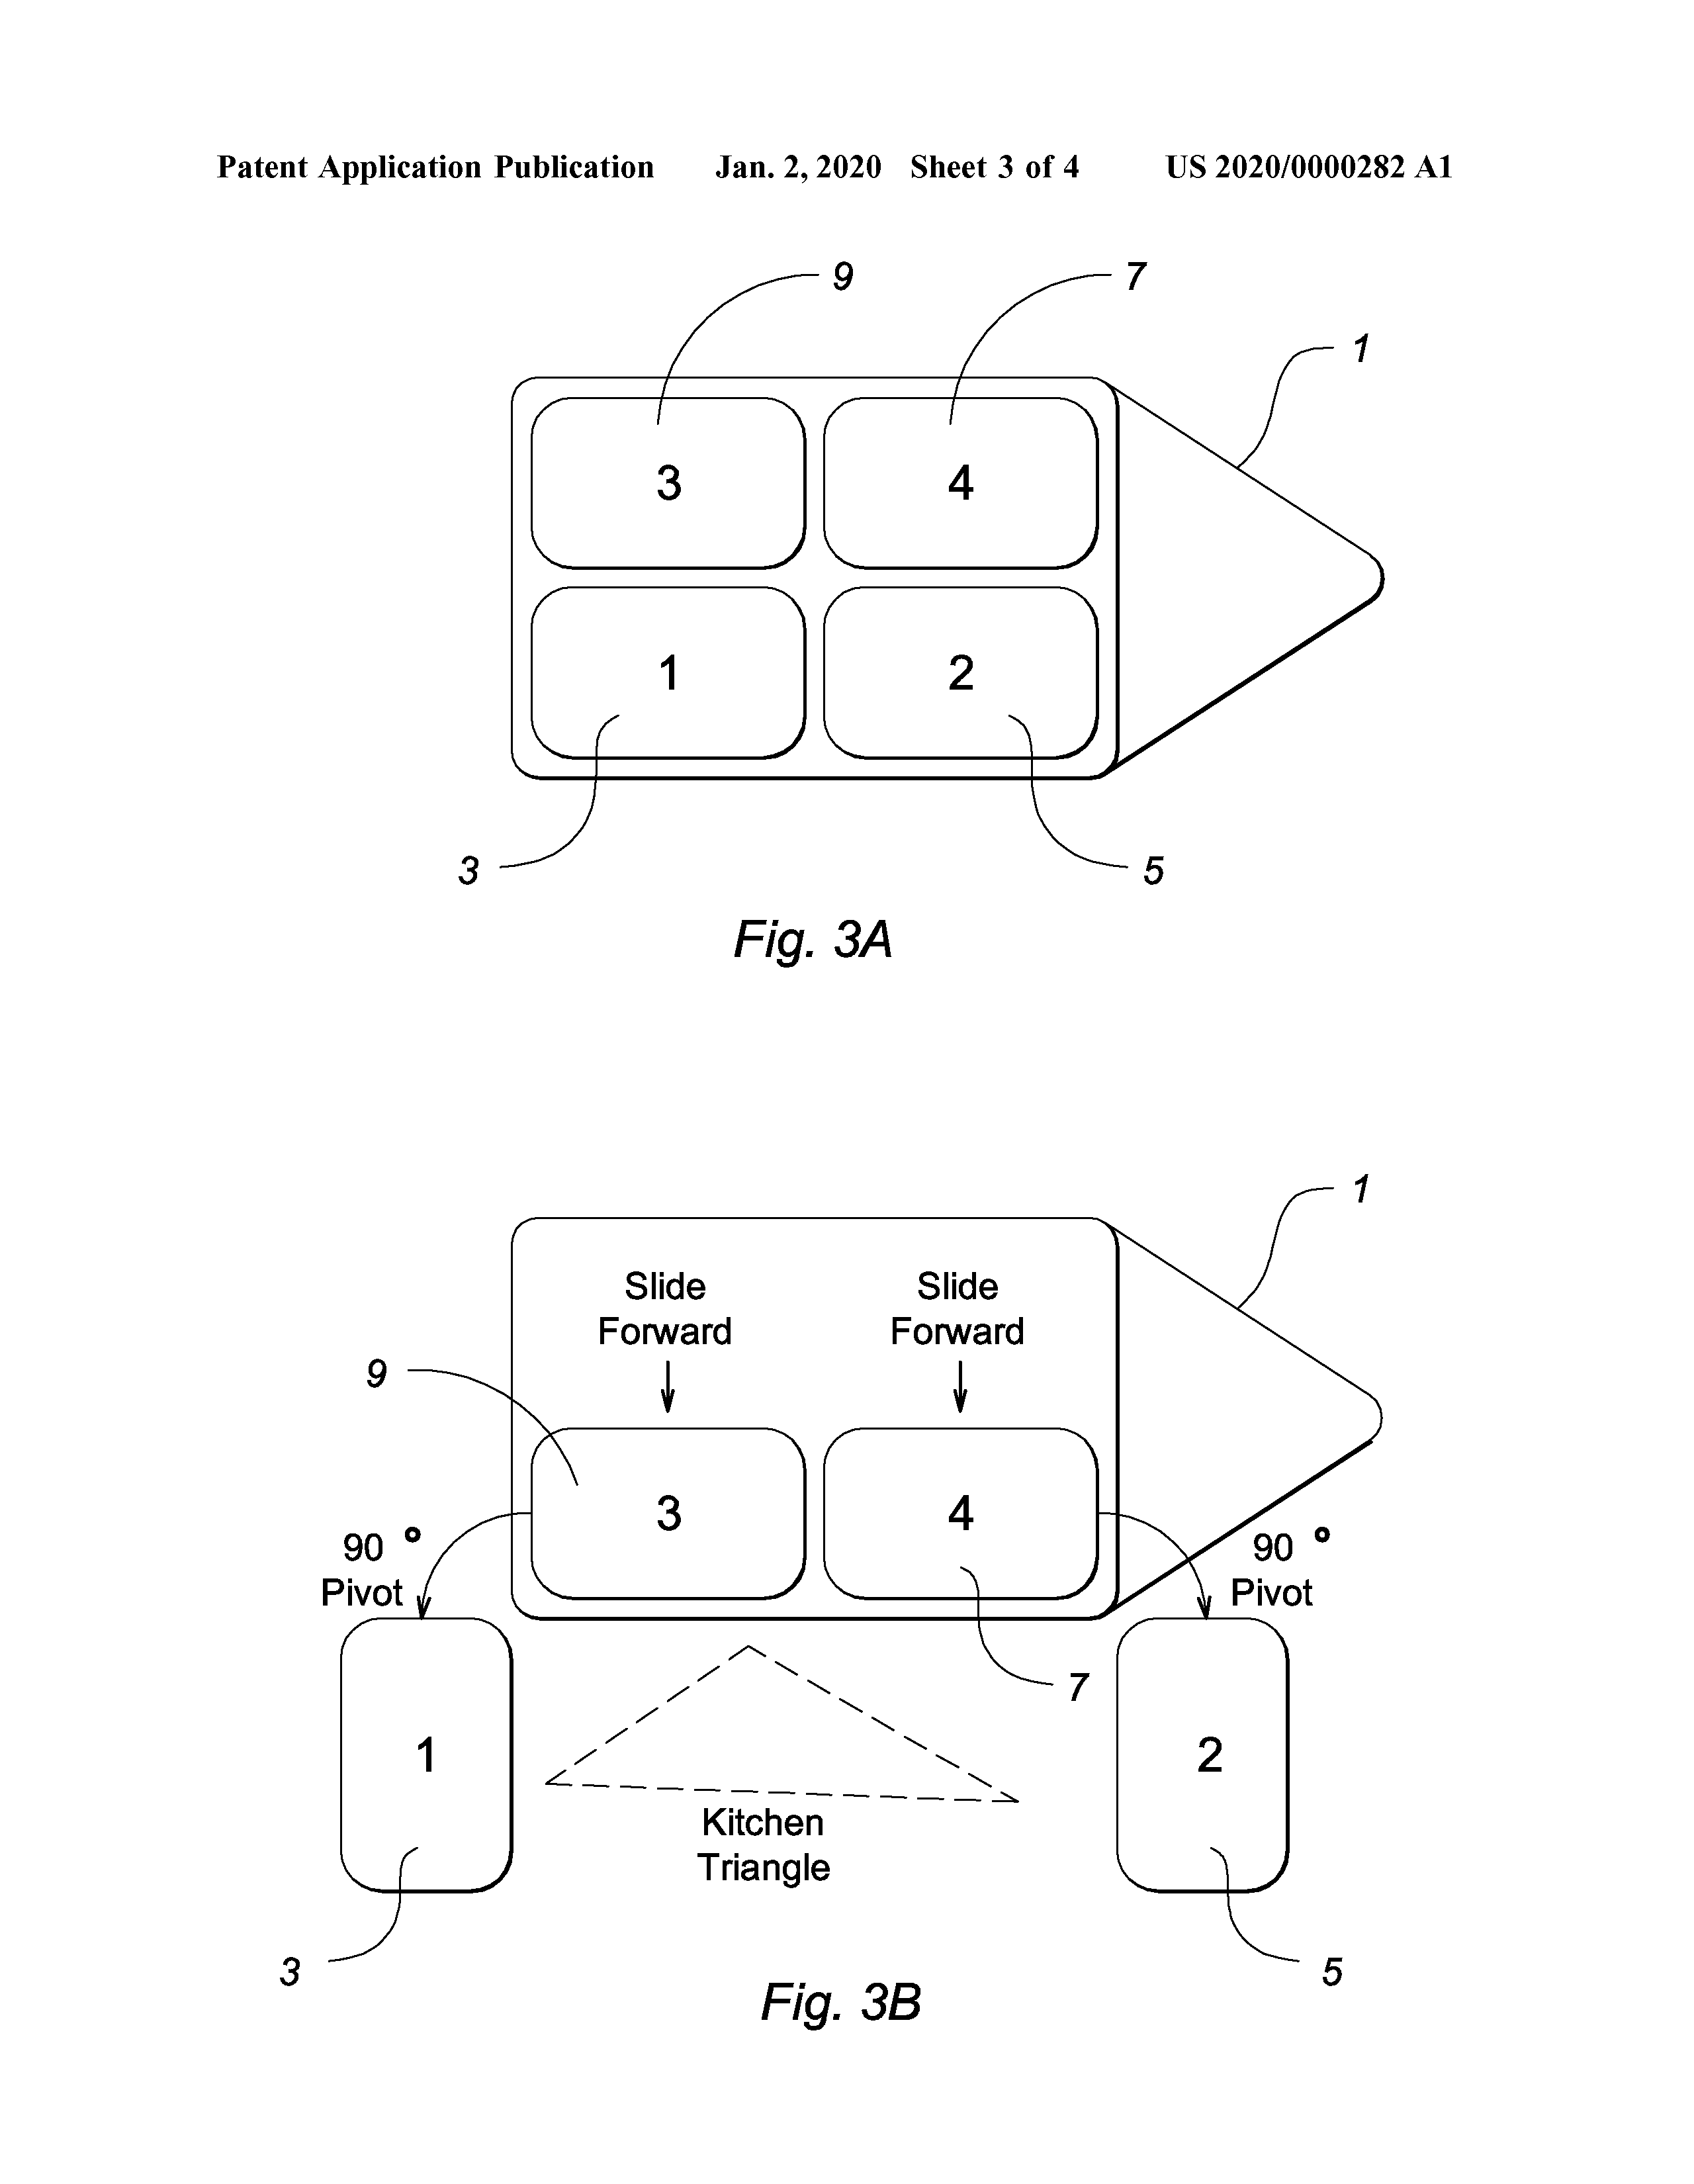 Patent Application Publication Jan. 2, 2020 Sheet 3 of 4 US 2020/0000282 A1
9
7
1
3
4
1
2
3
5
Fig. 3A
1
Slide
Forward
Slide
Forward
9
3
4
90 °
Pivot
90 °
Pivot
7
1
2
Kitchen
Triangle
3
5
Fig. 3B